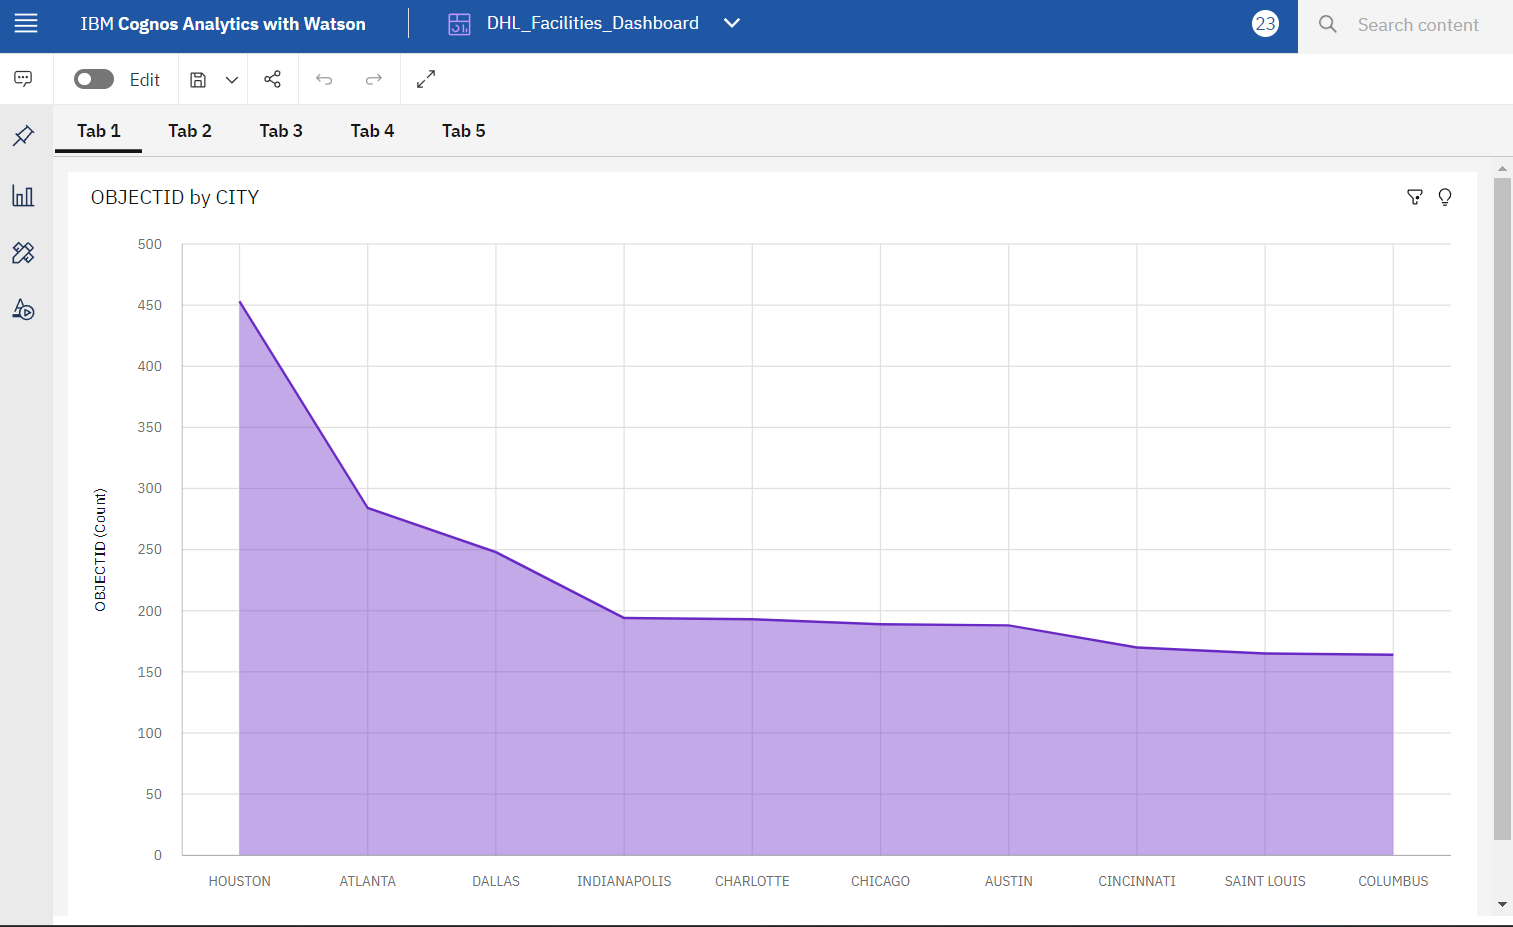 IBM Cognos Analytics with Watson
DHL_Facilities_Dashboard
23
Search content
Edit
Tab 1
Tab 2
Tab 3
Tab 4
Tab 5
OBJECTID by CITY
500
450
400
350
300
250
200
150
100
50
0
OBJECTID (Count)
HOUSTON
ATLANTA
DALLAS
INDIANAPOLIS
CHARLOTTE
CHICAGO
AUSTIN
CINCINNATI
SAINT LOUIS
COLUMBUS